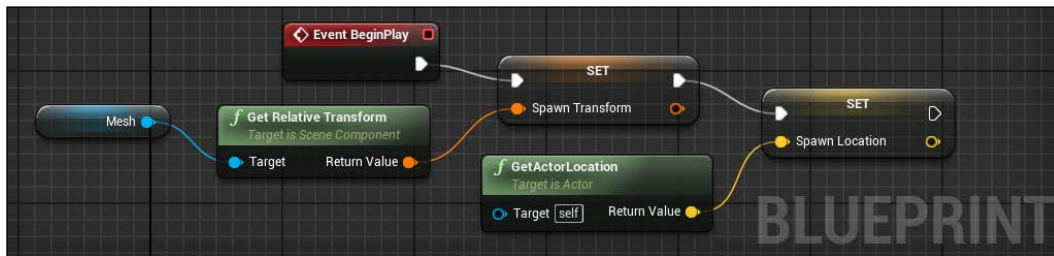 Event BeginPlay
SET
Spawn Transform
SET
Spawn Location
Mesh
f Get Relative Transform
Target is Scene Component
Target Return Value
f GetActorLocation
Target is Actor
Target self Return Value
BLUEPRINT